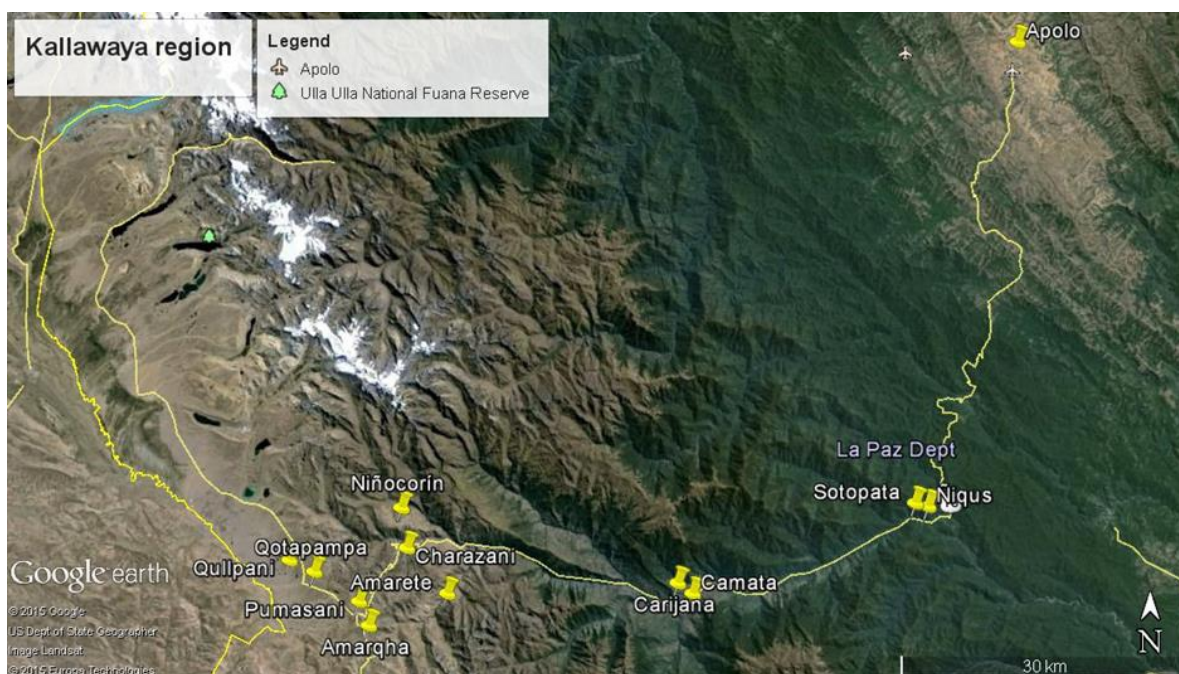 Kallawaya region
Legend
Apolo
Ulla Ulla National Fuana Reserve
Apolo
La Paz Dept
Niñocorín
Sotopata
Niqus
Qotapampa
Charazani
Qullpani
Amarete
Camata
Pumasani
Carijana
Amarqha
Google earth
© 2015 Google
US Dept of State Geographer
Image Landsat
© 2015 Europa Technologies
30 km
N